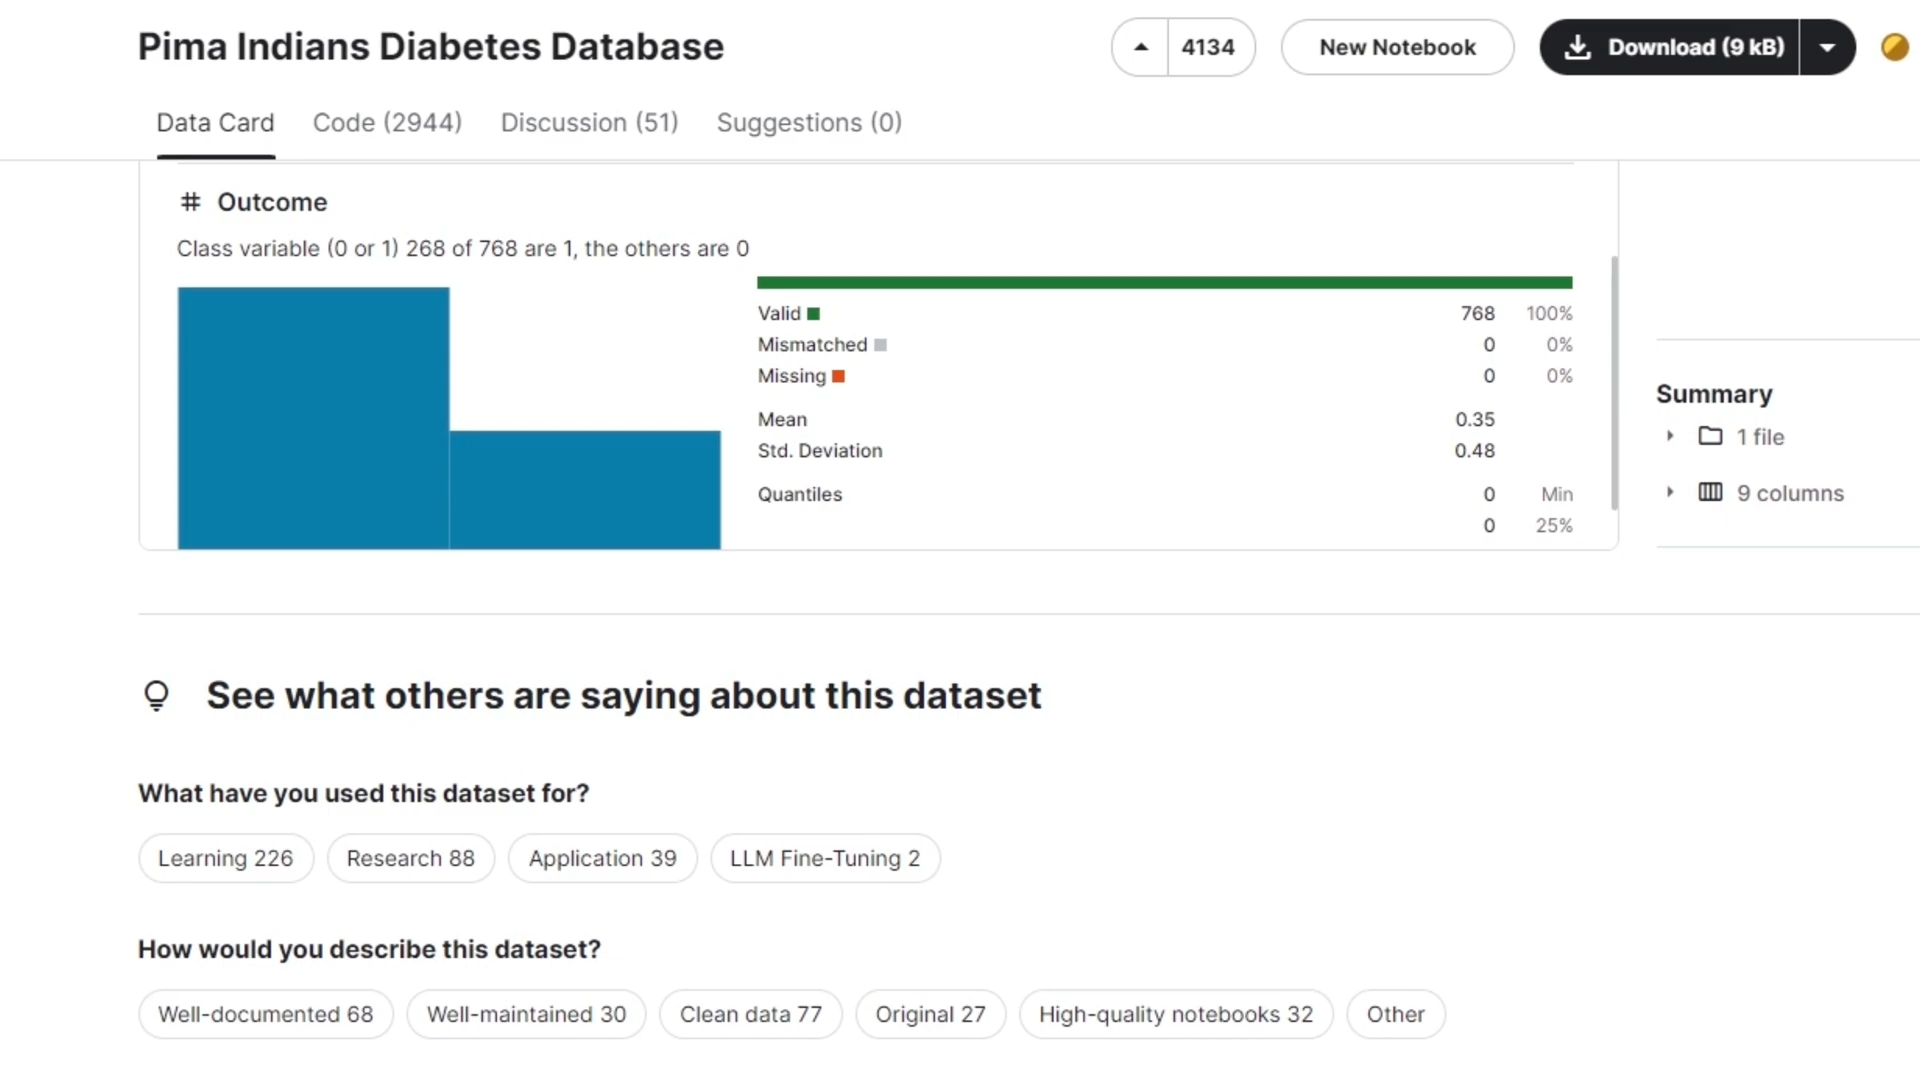 Pima Indians Diabetes Database
4134
New Notebook
Download (9 kB)
Data Card
Code (2944)
Discussion (51)
Suggestions (0)
# Outcome
Class variable (0 or 1) 268 of 768 are 1, the others are 0
Valid 768 100%
Mismatched 0 0%
Missing 0 0%
Mean 0.35
Std. Deviation 0.48
Quantiles 0 Min
0 25%
Summary
1 file
9 columns
See what others are saying about this dataset
What have you used this dataset for?
Learning 226
Research 88
Application 39
LLM Fine-Tuning 2
How would you describe this dataset?
Well-documented 68
Well-maintained 30
Clean data 77
Original 27
High-quality notebooks 32
Other